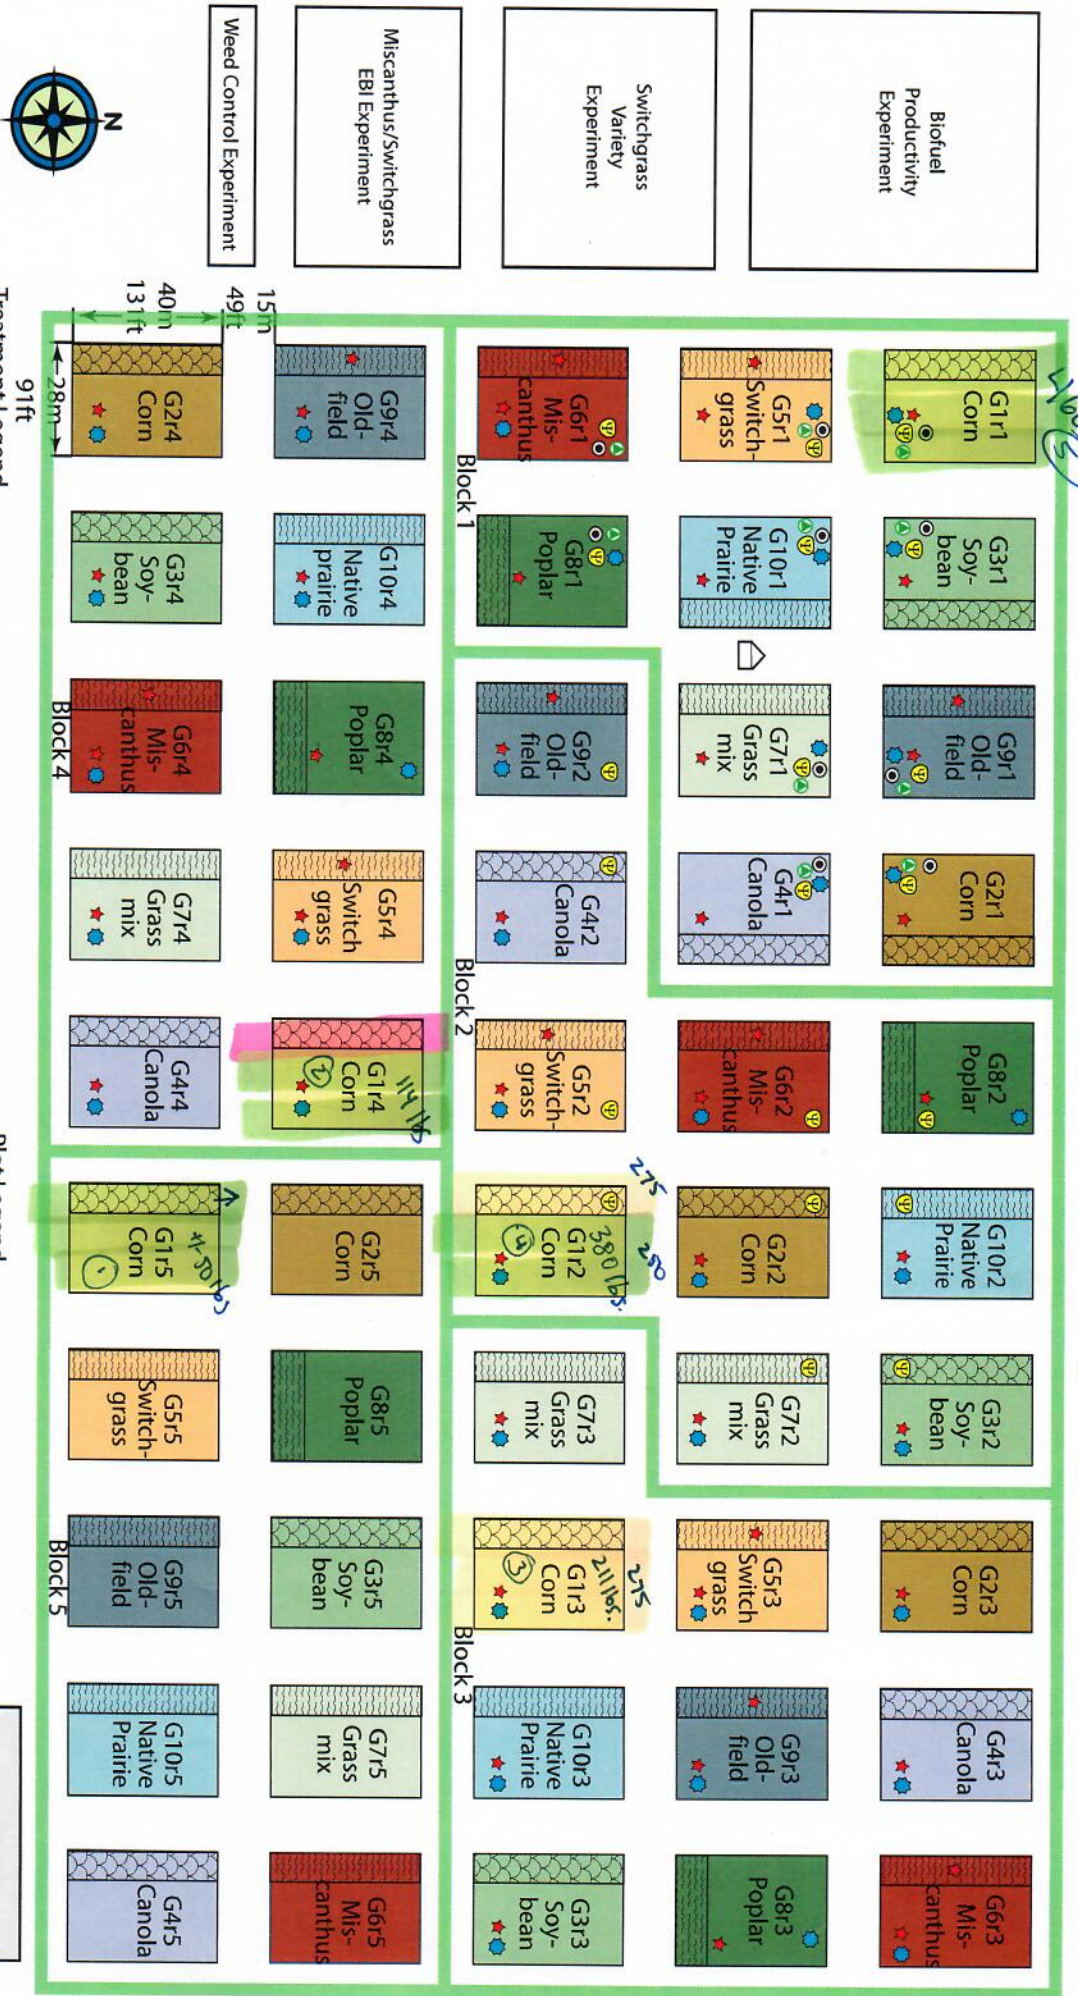 Biofuel
Productivity
Experiment
Switchgrass
Variety
Experiment
Miscanthus/Switchgrass
EBI Experiment
Weed Control Experiment
N
G1r1
Corn
G3r1
Soy-
bean
G9r1
Old-
field
G2r1
Corn
G5r1
Switch-
grass
G10r1
Native
Prairie
G7r1
Grass
mix
G4r1
Canola
G6r1
Mis-
canthus
G8r1
Poplar
Block 1
G8r2
Poplar
G10r2
Native
Prairie
G3r2
Soy-
bean
G6r2
Mis-
canthus
G2r2
Corn
G7r2
Grass
mix
G9r2
Old-
field
G4r2
Canola
G5r2
Switch-
grass
275
250
380 lbs.
G1r2
Corn
4
Block 2
G2r3
Corn
G4r3
Canola
G6r3
Mis-
canthus
G5r3
Switch
grass
G9r3
Old-
field
G8r3
Poplar
G7r3
Grass
mix
275
211 lbs.
G1r3
Corn
3
G10r3
Native
Prairie
G3r3
Soy-
bean
Block 3
15m
49ft
40m
131ft
28m
91ft
G9r4
Old-
field
G10r4
Native
prairie
G8r4
Poplar
G5r4
Switch
grass
114 lbs
G1r4
Corn
2
G2r4
Corn
G3r4
Soy-
bean
G6r4
Mis-
canthus
G7r4
Grass
mix
G4r4
Canola
Block 4
G2r5
Corn
G8r5
Poplar
G3r5
Soy-
bean
G7r5
Grass
mix
G6r5
Mis-
canthus
G1r5
Corn
1
G5r5
Switch-
grass
G9r5
Old-
field
G10r5
Native
Prairie
G4r5
Canola
Block 5
Treatment Legend
Plot Legend